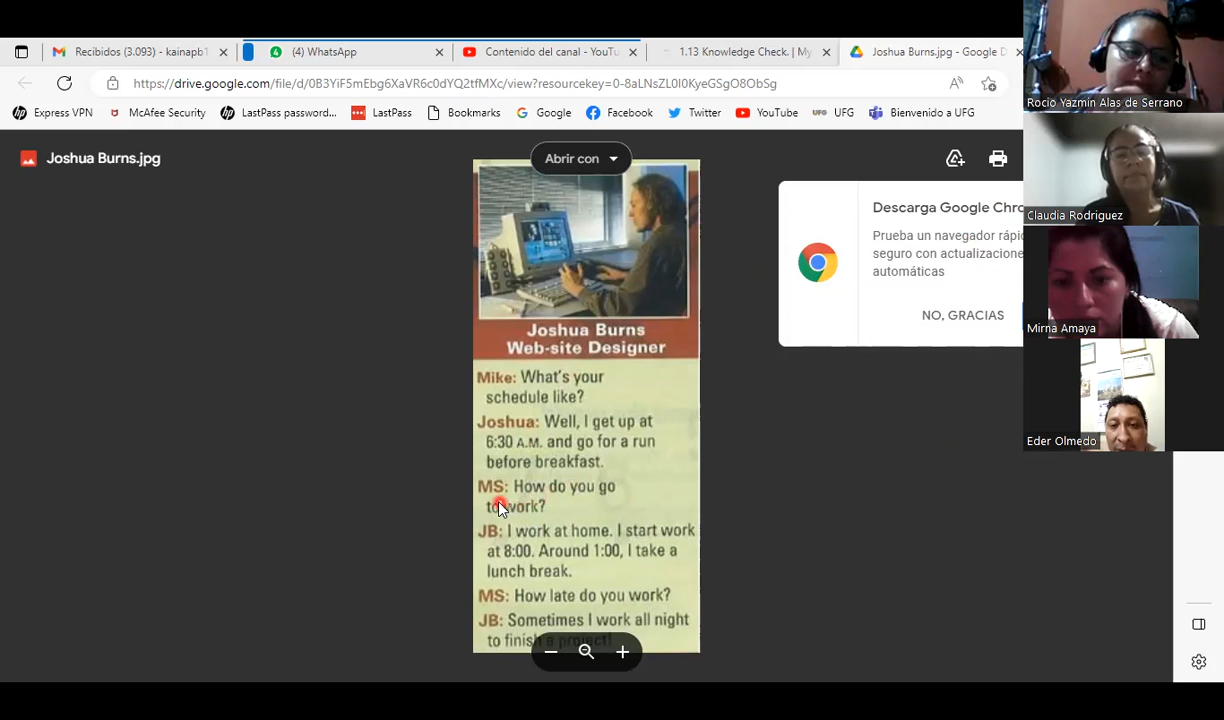 Recibidos (3.093) - kainapb1
(4) WhatsApp
Contenido del canal - YouTu
1.13 Knowledge Check. | My
Joshua Burns.jpg - Google D
https://drive.google.com/file/d/0B3YiF5mEbg6XaVR6c0dYQ2tfMXc/view?resourcekey=0-8aLNsZL0I0KyeGSgO8ObSg
Express VPN
McAfee Security
LastPass password...
LastPass
Bookmarks
Google
Facebook
Twitter
YouTube
UFG
Bienvenido a UFG
Joshua Burns.jpg
Abrir con
Descarga Google Chro
Prueba un navegador rápid
seguro con actualizacione
automáticas
NO, GRACIAS
Joshua Burns
Web-site Designer
Mike: What's your
schedule like?
Joshua: Well, I get up at
6:30 A.M. and go for a run
before breakfast.
MS: How do you go
to work?
JB: I work at home. I start work
at 8:00. Around 1:00, I take a
lunch break.
MS: How late do you work?
JB: Sometimes I work all night
to finish a project!
Rocio Yazmin Alas de Serrano
Claudia Rodriguez
Mirna Amaya
Eder Olmedo